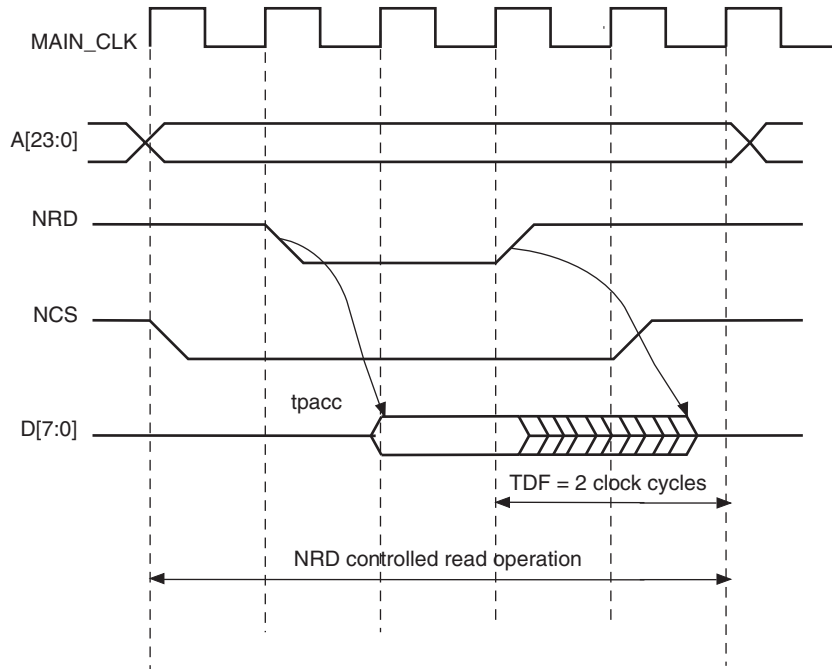 MAIN_CLK
A[23:0]
NRD
NCS
tpacc
D[7:0]
TDF = 2 clock cycles
NRD controlled read operation